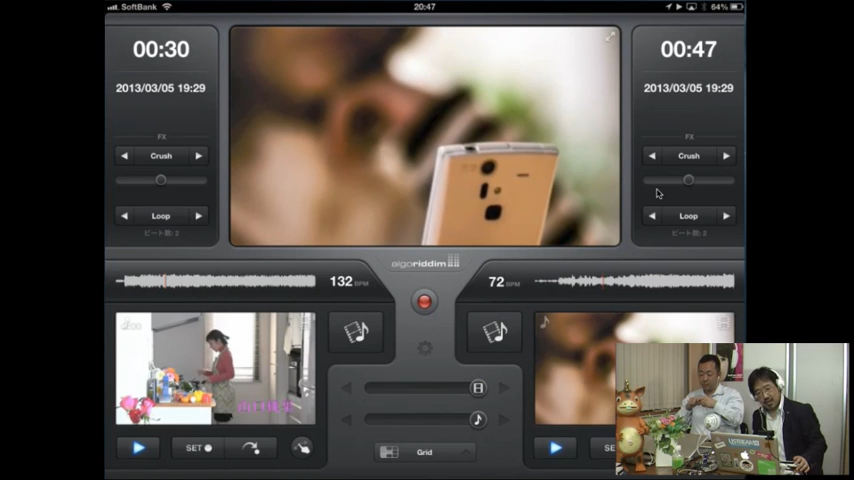 SoftBank
20:47
64%
00:30
2013/03/05 19:29
FX
Crush
Loop
ビート数: 2
00:47
2013/03/05 19:29
FX
Crush
Loop
ビート数: 2
algoriddim
132 BPM
72 BPM
SET
Grid
SE
USTREAM